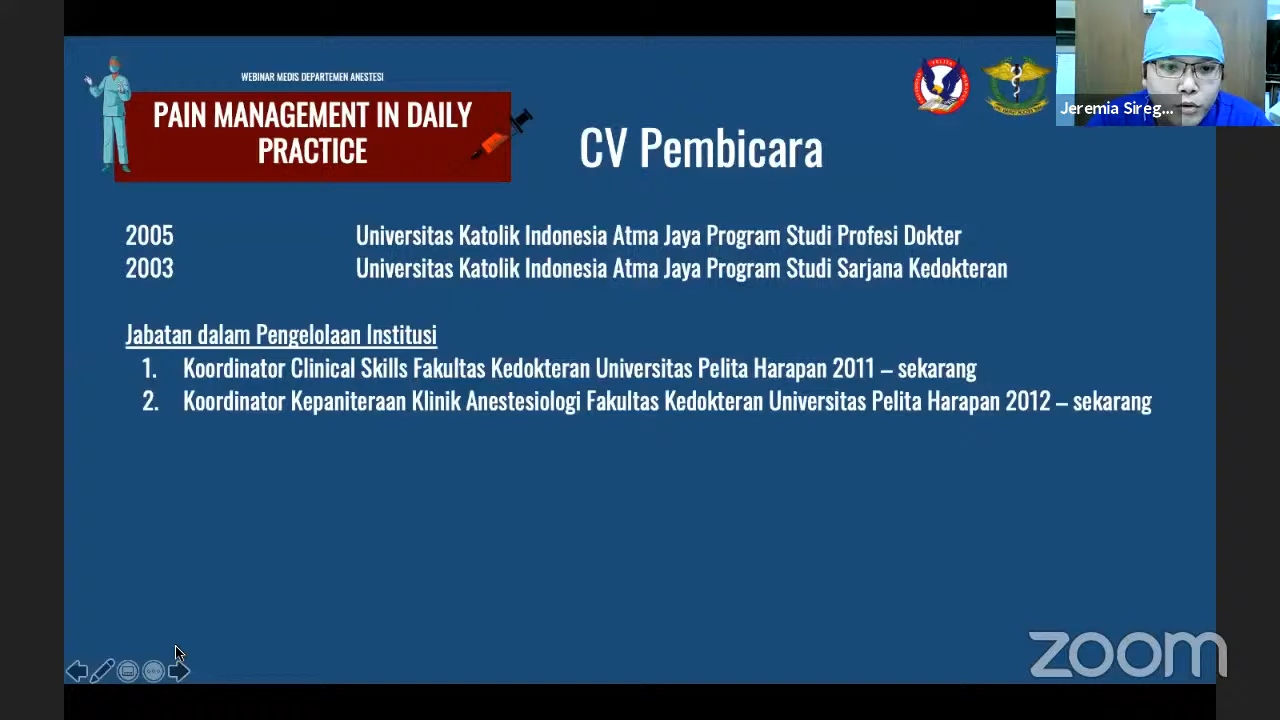 WEBINAR MEDIS DEPARTEMEN ANESTESI
PAIN MANAGEMENT IN DAILY
PRACTICE
CV Pembicara
Jeremia Sireg...
2005 Universitas Katolik Indonesia Atma Jaya Program Studi Profesi Dokter
2003 Universitas Katolik Indonesia Atma Jaya Program Studi Sarjana Kedokteran
Jabatan dalam Pengelolaan Institusi
1. Koordinator Clinical Skills Fakultas Kedokteran Universitas Pelita Harapan 2011 – sekarang
2. Koordinator Kepaniteraan Klinik Anestesiologi Fakultas Kedokteran Universitas Pelita Harapan 2012 – sekarang
zoom